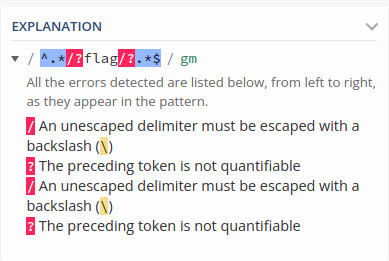 EXPLANATION
/ ^.*/?flag/?.*$ / gm
All the errors detected are listed below, from left to right,
as they appear in the pattern.
/ An unescaped delimiter must be escaped with a
backslash (\)
? The preceding token is not quantifiable
/ An unescaped delimiter must be escaped with a
backslash (\)
? The preceding token is not quantifiable